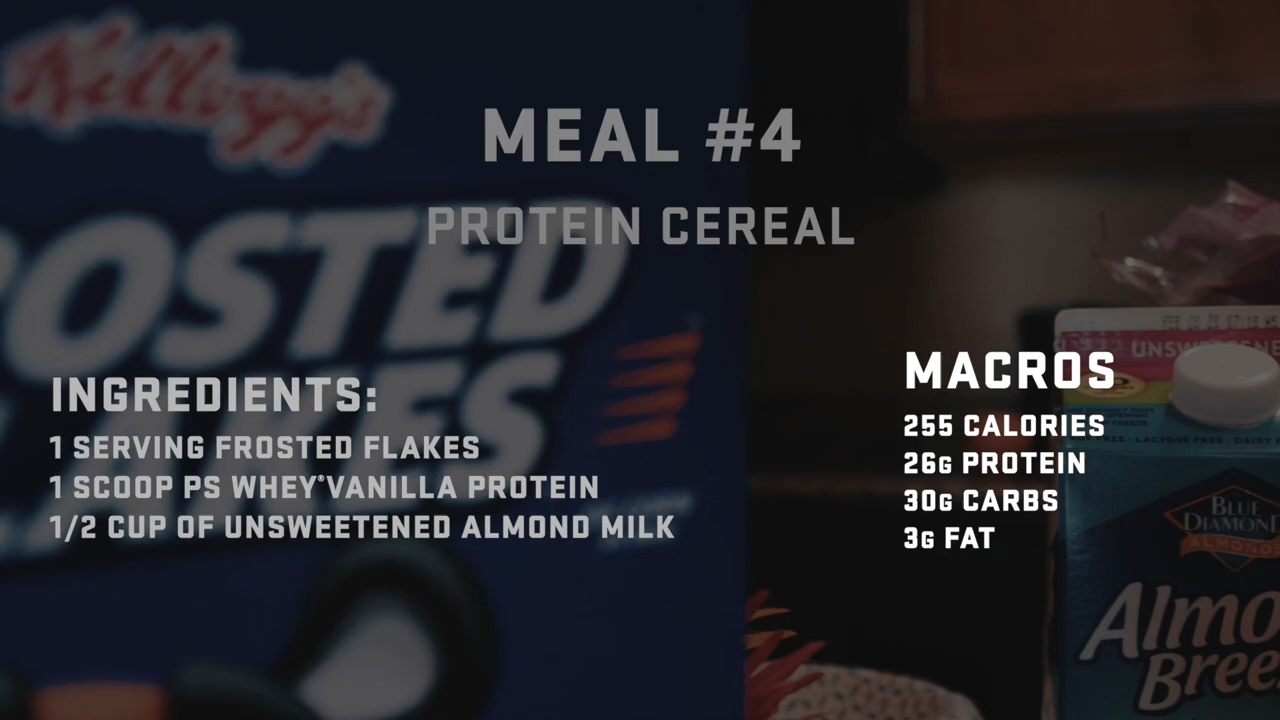 Kellogg's
MEAL #4
PROTEIN CEREAL
OSTED
INGREDIENTS:
1 SERVING FROSTED FLAKES
1 SCOOP PS WHEY® VANILLA PROTEIN
1/2 CUP OF UNSWEETENED ALMOND MILK
MACROS
255 CALORIES
26G PROTEIN
30G CARBS
3G FAT
UNSWEETENE
BLUE
DIAMOND
ALMONDS
Almo
Bree